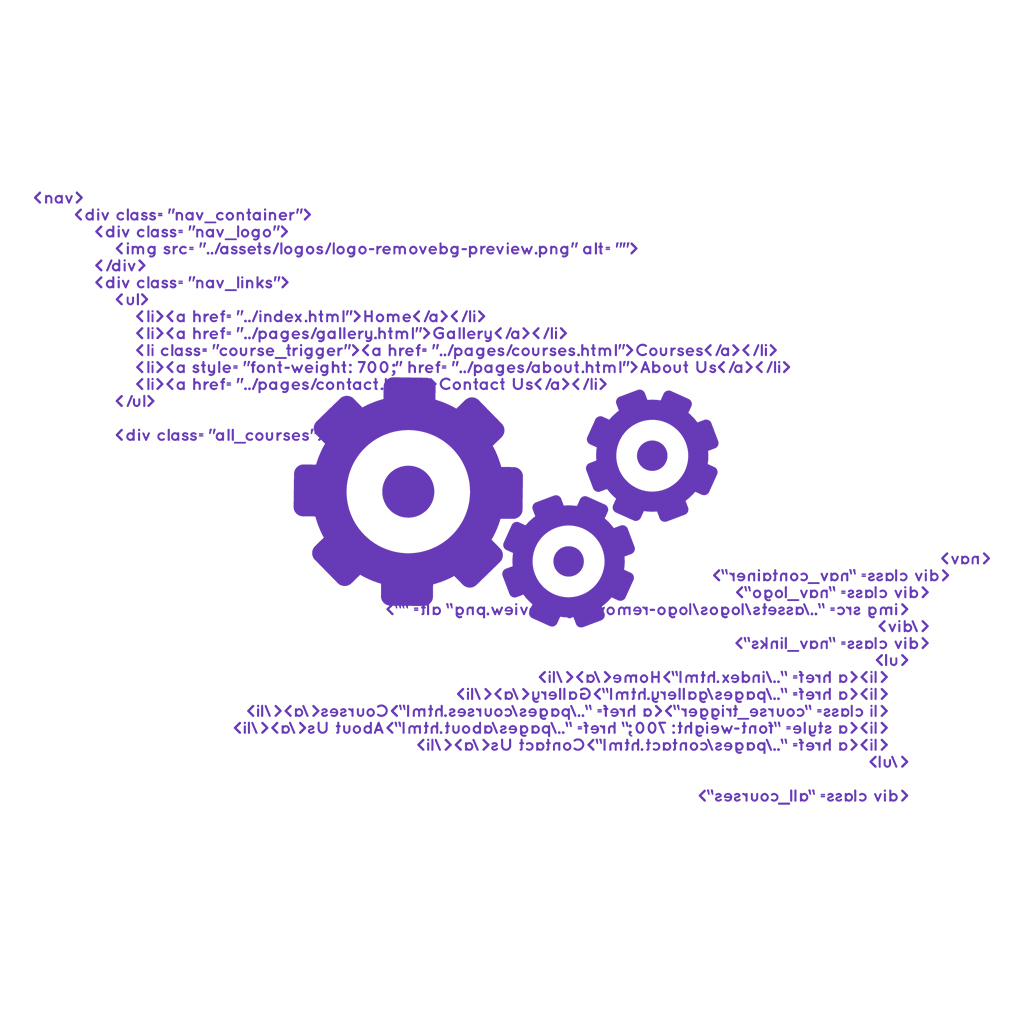 <nav>
<div class="nav_container">
<div class="nav_logo">
<img src="../assets/logos/logo-removebg-preview.png" alt="">
</div>
<div class="nav_links">
<ul>
<li><a href="../index.html">Home</a></li>
<li><a href="../pages/gallery.html">Gallery</a></li>
<li class="course_trigger"><a href="../pages/courses.html">Courses</a></li>
<li><a style="font-weight: 700;" href="../pages/about.html">About Us</a></li>
<li><a href="../pages/contact.html">Contact Us</a></li>
</ul>
<div class="all_courses">
<nav>
<div class="nav_container">
<div class="nav_logo">
<img src="../assets/logos/logo-removebg-preview.png" alt="">
</div>
<div class="nav_links">
<ul>
<li><a href="../index.html">Home</a></li>
<li><a href="../pages/gallery.html">Gallery</a></li>
<li class="course_trigger"><a href="../pages/courses.html">Courses</a></li>
<li><a style="font-weight: 700;" href="../pages/about.html">About Us</a></li>
<li><a href="../pages/contact.html">Contact Us</a></li>
</ul>
<div class="all_courses">